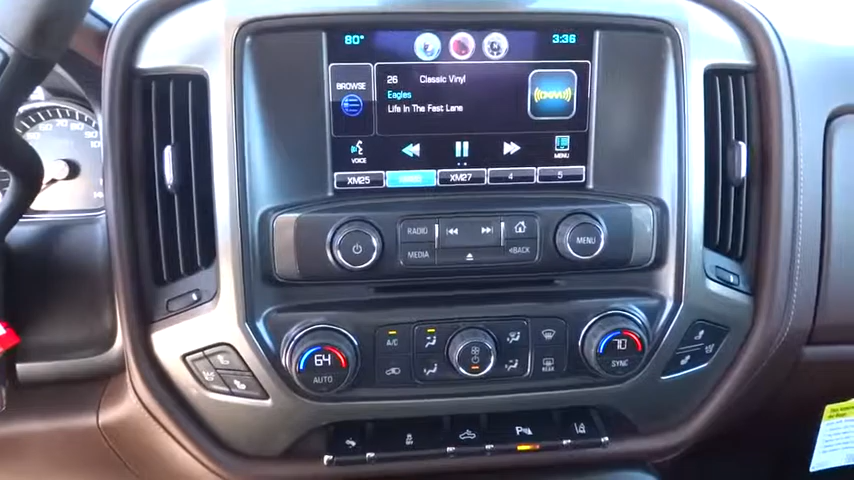 80°
3:36
BROWSE
26 Classic Vinyl
Eagles
Life In The Fast Lane
VOICE
MENU
XM25
XM27
4
5
RADIO
MEDIA
BACK
MENU
64
AUTO
A/C
REAR
70
SYNC
OFF
P